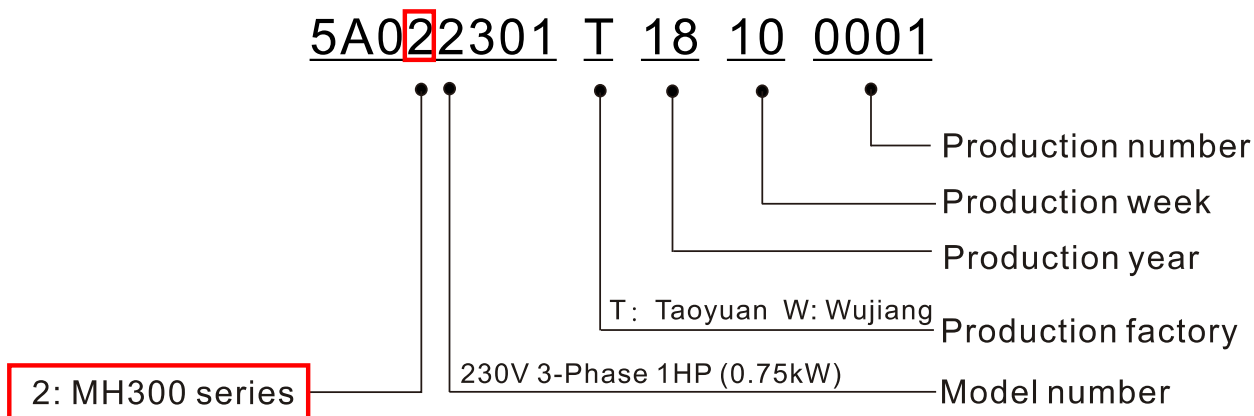 5A022301 T 18 10 0001
Production number
Production week
Production year
T: Taoyuan W: Wujiang
Production factory
230V 3-Phase 1HP (0.75kW)
2: MH300 series
Model number